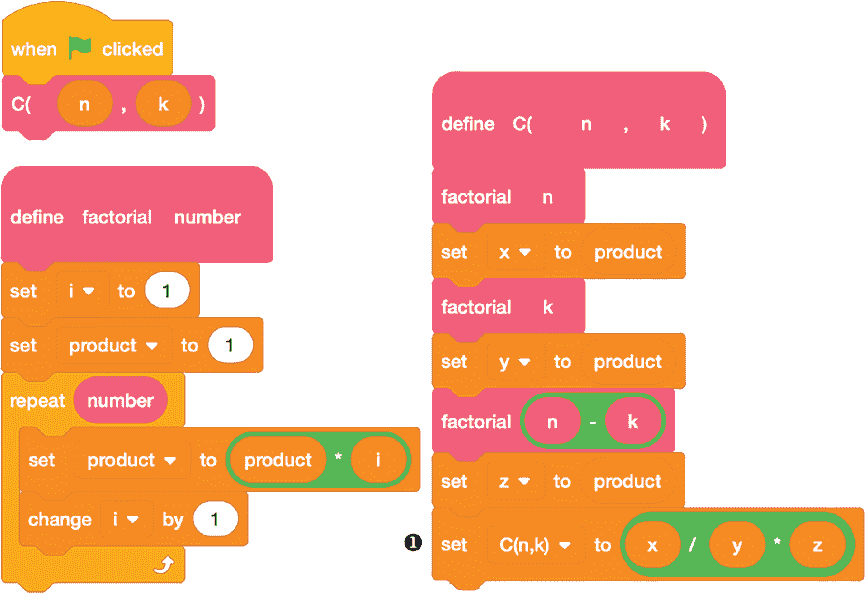 when clicked
C( n , k )
define factorial number
set i to 1
set product to 1
repeat number
set product to product * i
change i by 1
define C( n , k )
factorial n
set x to product
factorial k
set y to product
factorial n - k
set z to product
❶ set C(n,k) to x / y * z